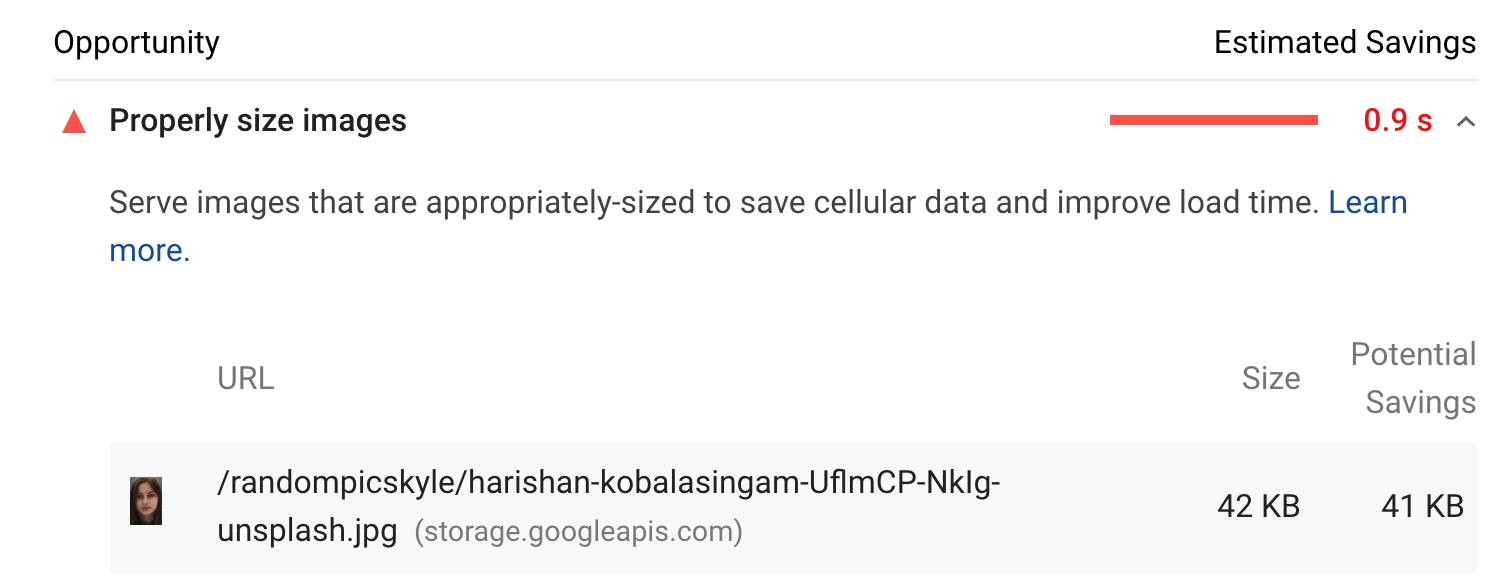 Opportunity Estimated Savings
Properly size images 0.9 s
Serve images that are appropriately-sized to save cellular data and improve load time. Learn
more.
URL Size Potential Savings
/randompicskyle/harishan-kobalasingam-UflmCP-NkIg-
unsplash.jpg (storage.googleapis.com) 42 KB 41 KB